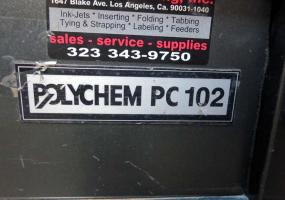 1647 Blake Ave. Los Angeles, Ca. 90031-1040
Ink-Jets * Inserting * Folding * Tabbing
Tying & Strapping * Labeling * Feeders
sales - service - supplies
323 343-9750
POLYCHEM PC 102